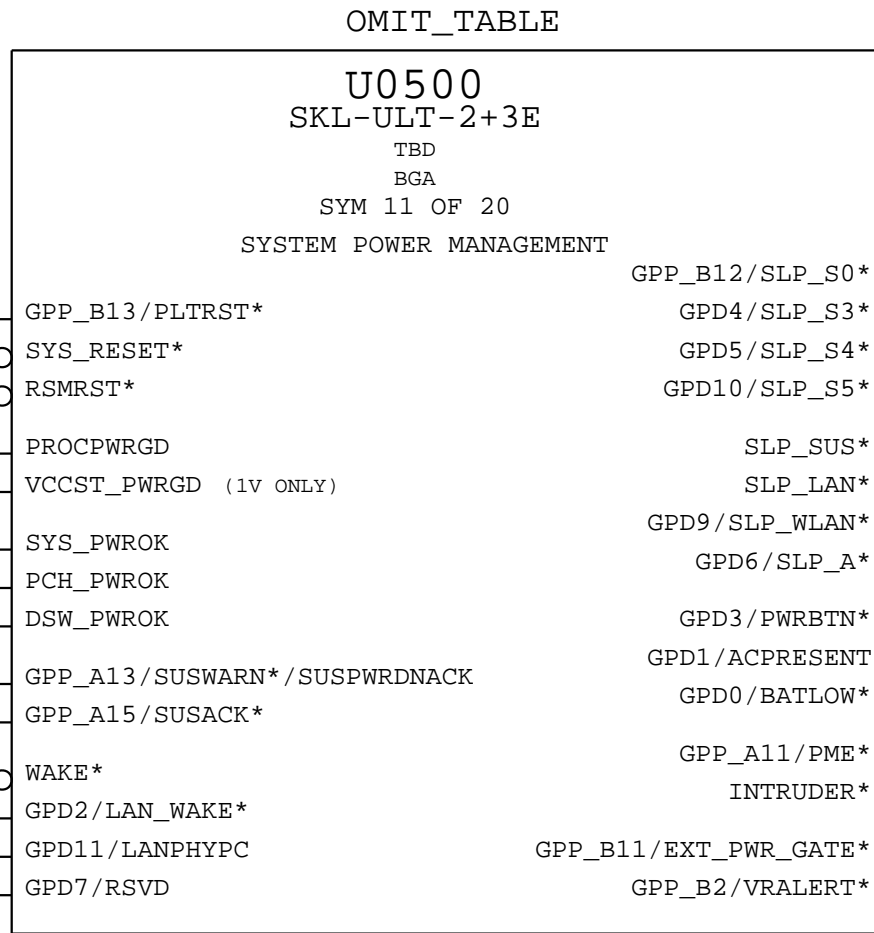 OMIT_TABLE
U0500
SKL-ULT-2+3E
TBD
BGA
SYM 11 OF 20
SYSTEM POWER MANAGEMENT
GPP_B13/PLTRST*
SYS_RESET*
RSMRST*
PROCPWRGD
VCCST_PWRGD (1V ONLY)
SYS_PWROK
PCH_PWROK
DSW_PWROK
GPP_A13/SUSWARN*/SUSPWRDNACK
GPP_A15/SUSACK*
WAKE*
GPD2/LAN_WAKE*
GPD11/LANPHYPC
GPD7/RSVD
GPP_B12/SLP_S0*
GPD4/SLP_S3*
GPD5/SLP_S4*
GPD10/SLP_S5*
SLP_SUS*
SLP_LAN*
GPD9/SLP_WLAN*
GPD6/SLP_A*
GPD3/PWRBTN*
GPD1/ACPRESENT
GPD0/BATLOW*
GPP_A11/PME*
INTRUDER*
GPP_B11/EXT_PWR_GATE*
GPP_B2/VRALERT*